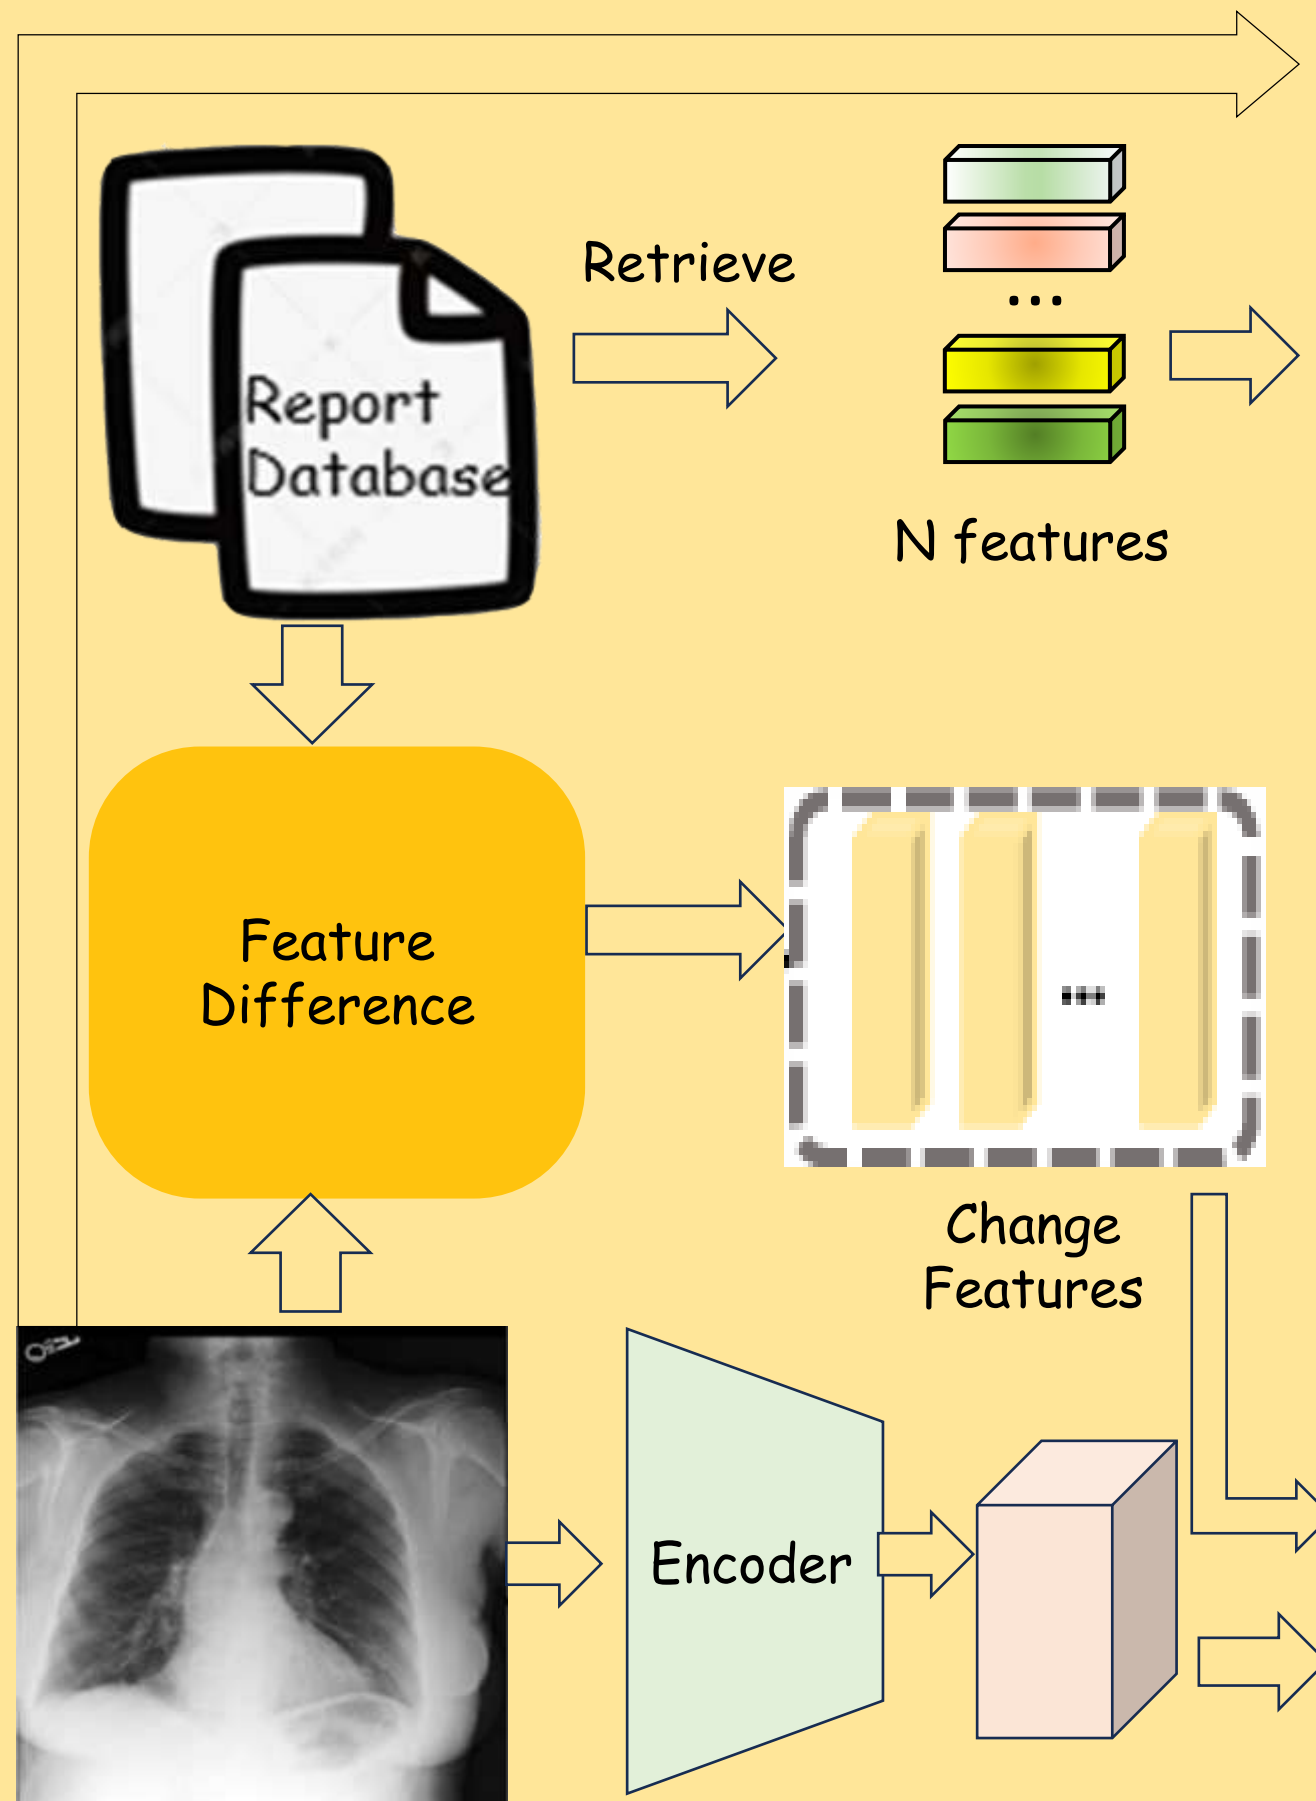 Retrieve
Report
Database
N features
Feature
Difference
Change
Features
Encoder